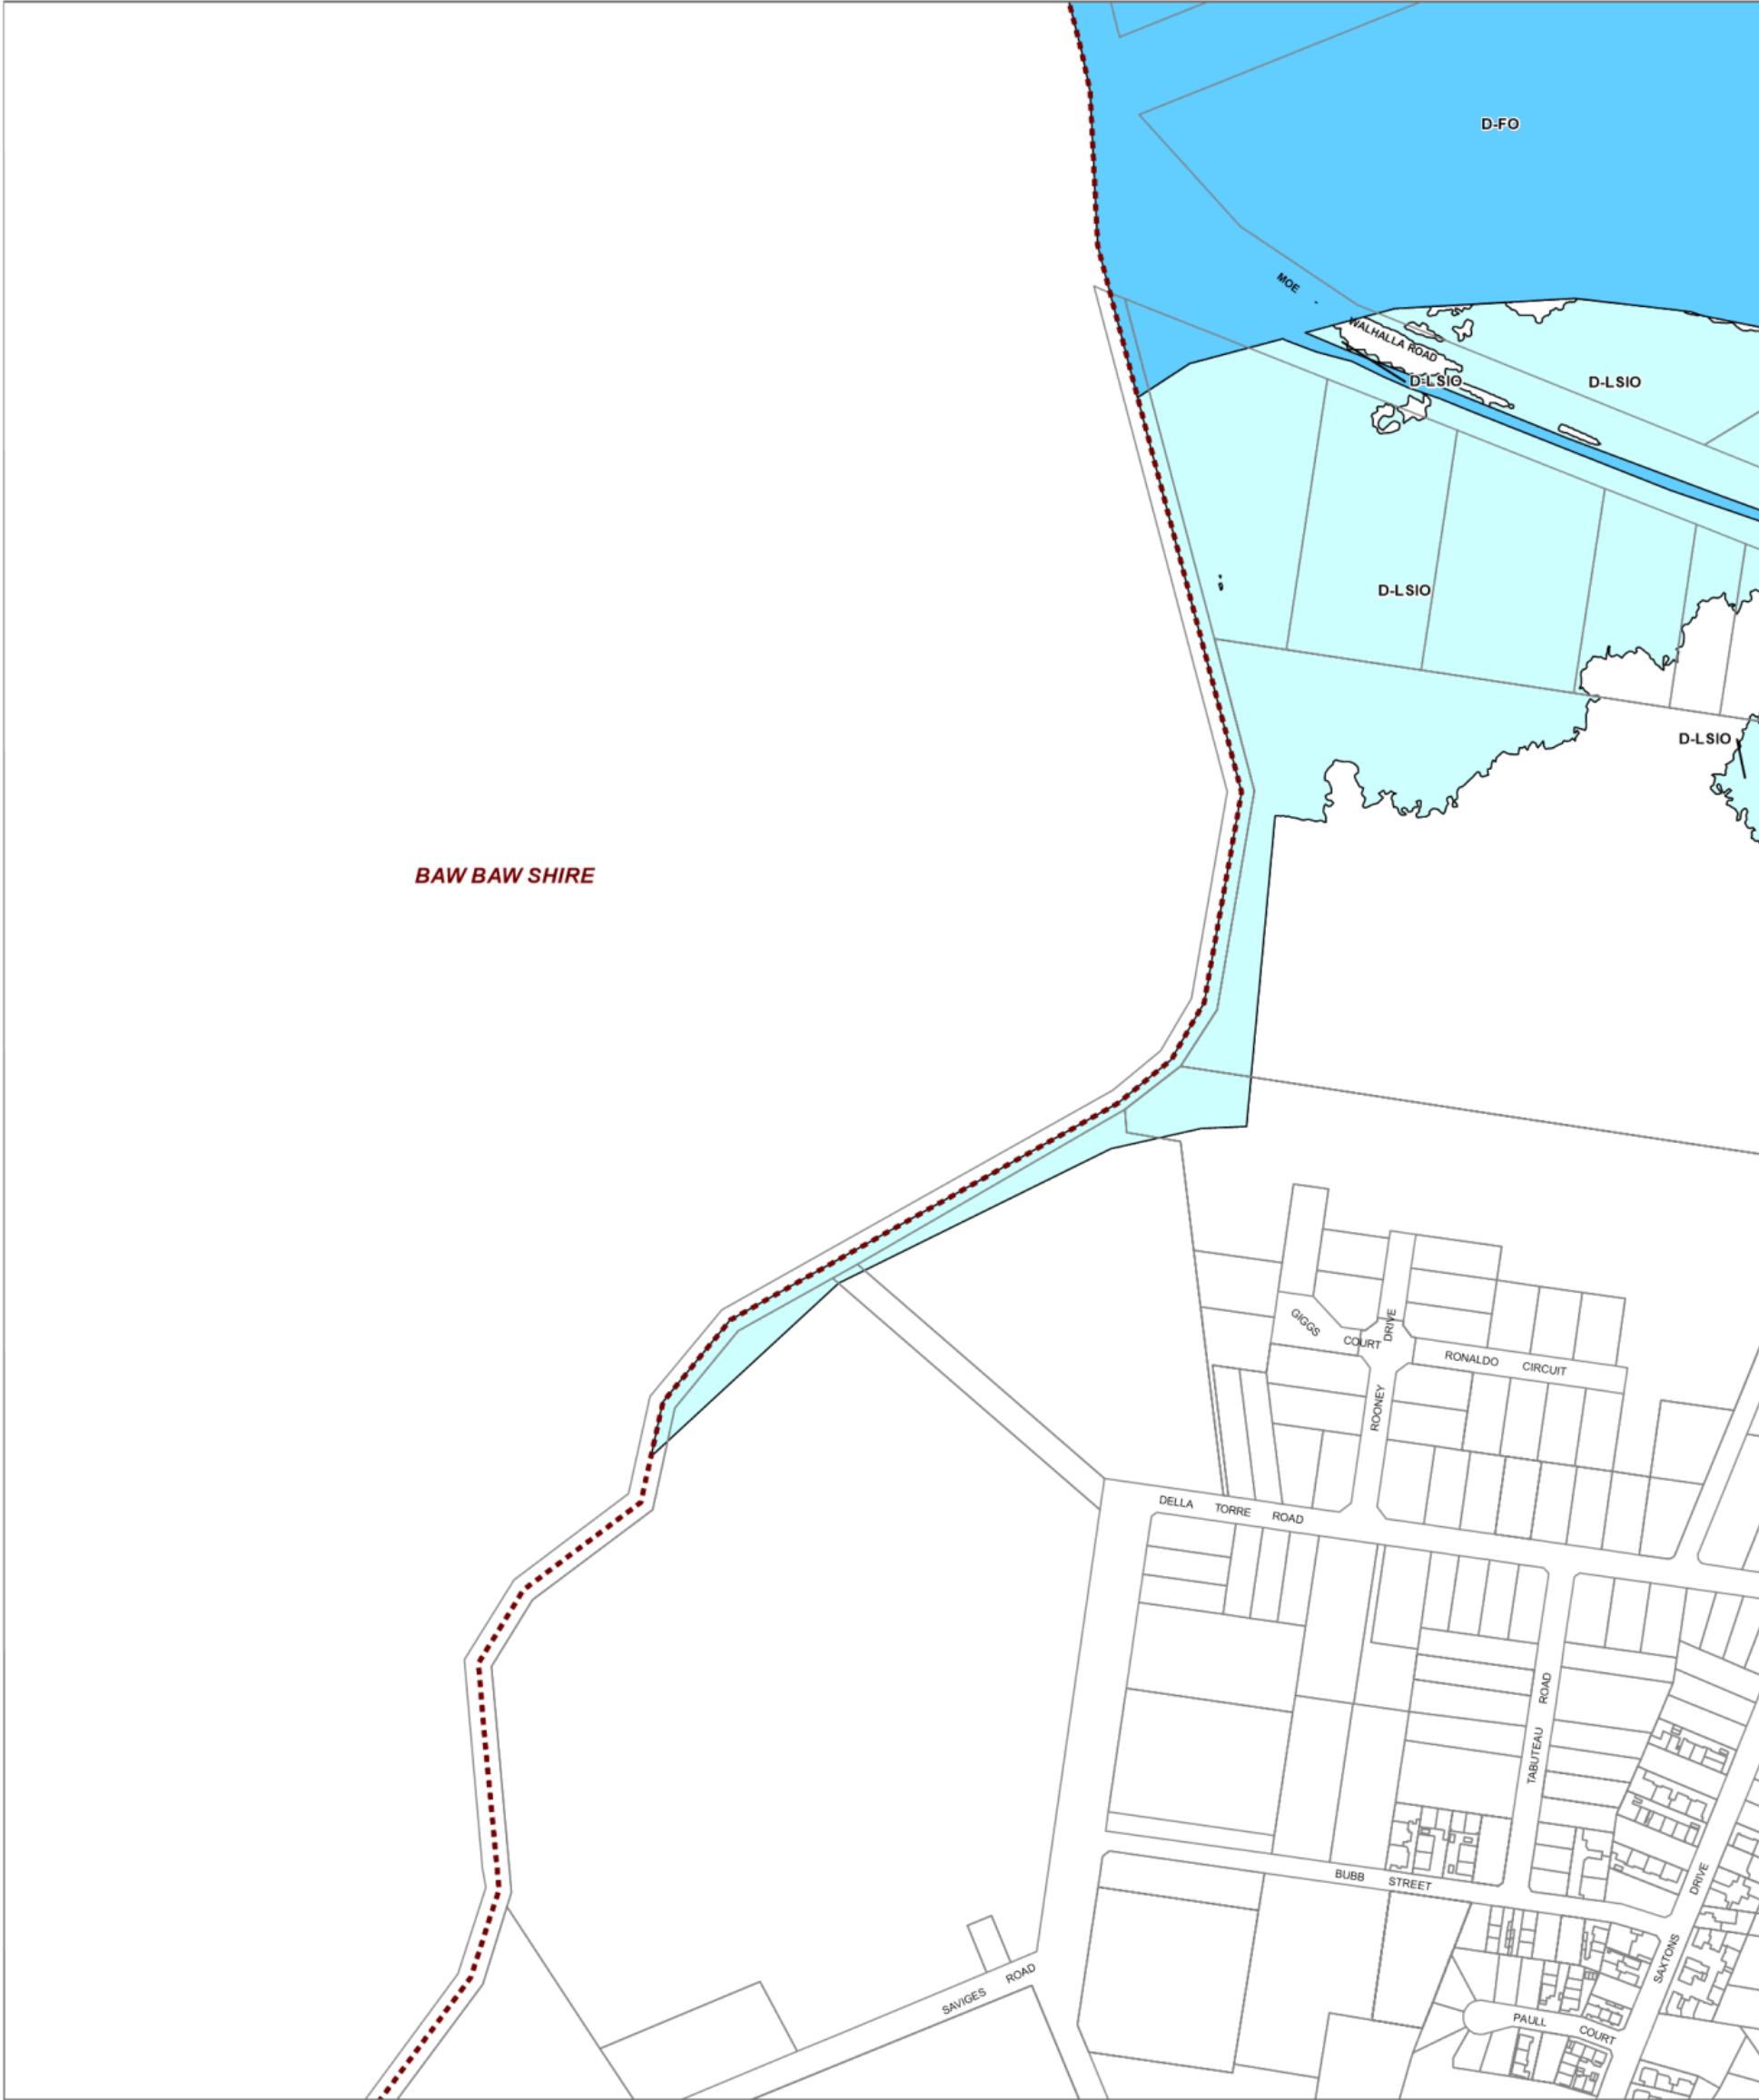 D-FO
MOE
WALHALLA ROAD
D-LSIO
D-LSIO
D-LSIO
D-LSIO
BAW BAW SHIRE
GIGGS COURT
DRIVE
ROONEY
RONALDO CIRCUIT
DELLA TORRE ROAD
TABUTEAU ROAD
BUBB STREET
SAXTONS DRIVE
SAVIGES ROAD
PAULL COURT